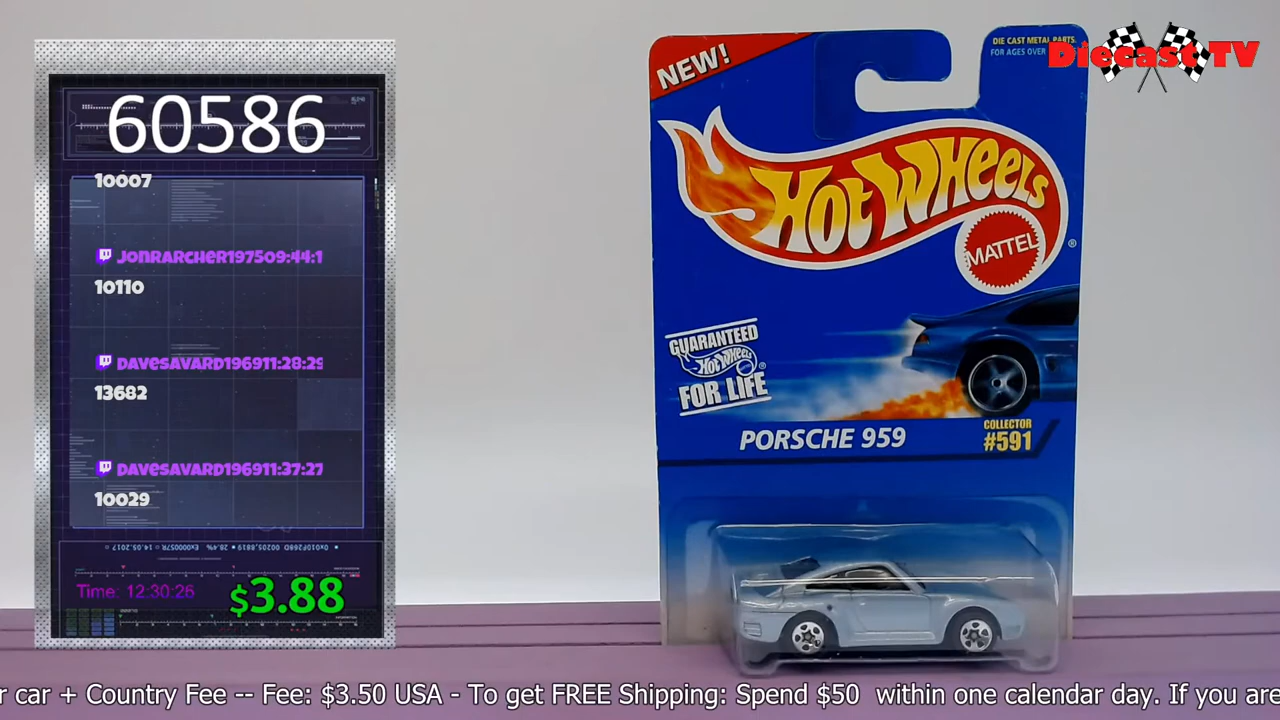 60586
10007
JONRARCHER197509:44:1
10110
DAVESAVARD196911:28:29
13682
DAVESAVARD196911:37:27
10029
Time: 12:30:26
$3.88
NEW!
DIE CAST METAL PARTS.
FOR AGES OVER
Diecast TV
HOT WHEELS
MATTEL
®
GUARANTEED
HOT WHEELS
FOR LIFE
PORSCHE 959
COLLECTOR
#591
r car + Country Fee -- Fee: $3.50 USA - To get FREE Shipping: Spend $50 within one calendar day. If you are